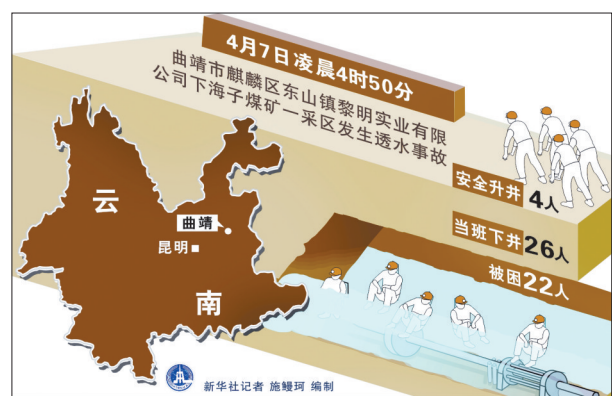 4月7日凌晨4时50分
曲靖市麒麟区东山镇黎明实业有限
公司下海子煤矿一采区发生透水事故
安全升井4人
当班下井26人
被困22人
云
曲靖
昆明
南
新华社记者 施鳗珂 编制